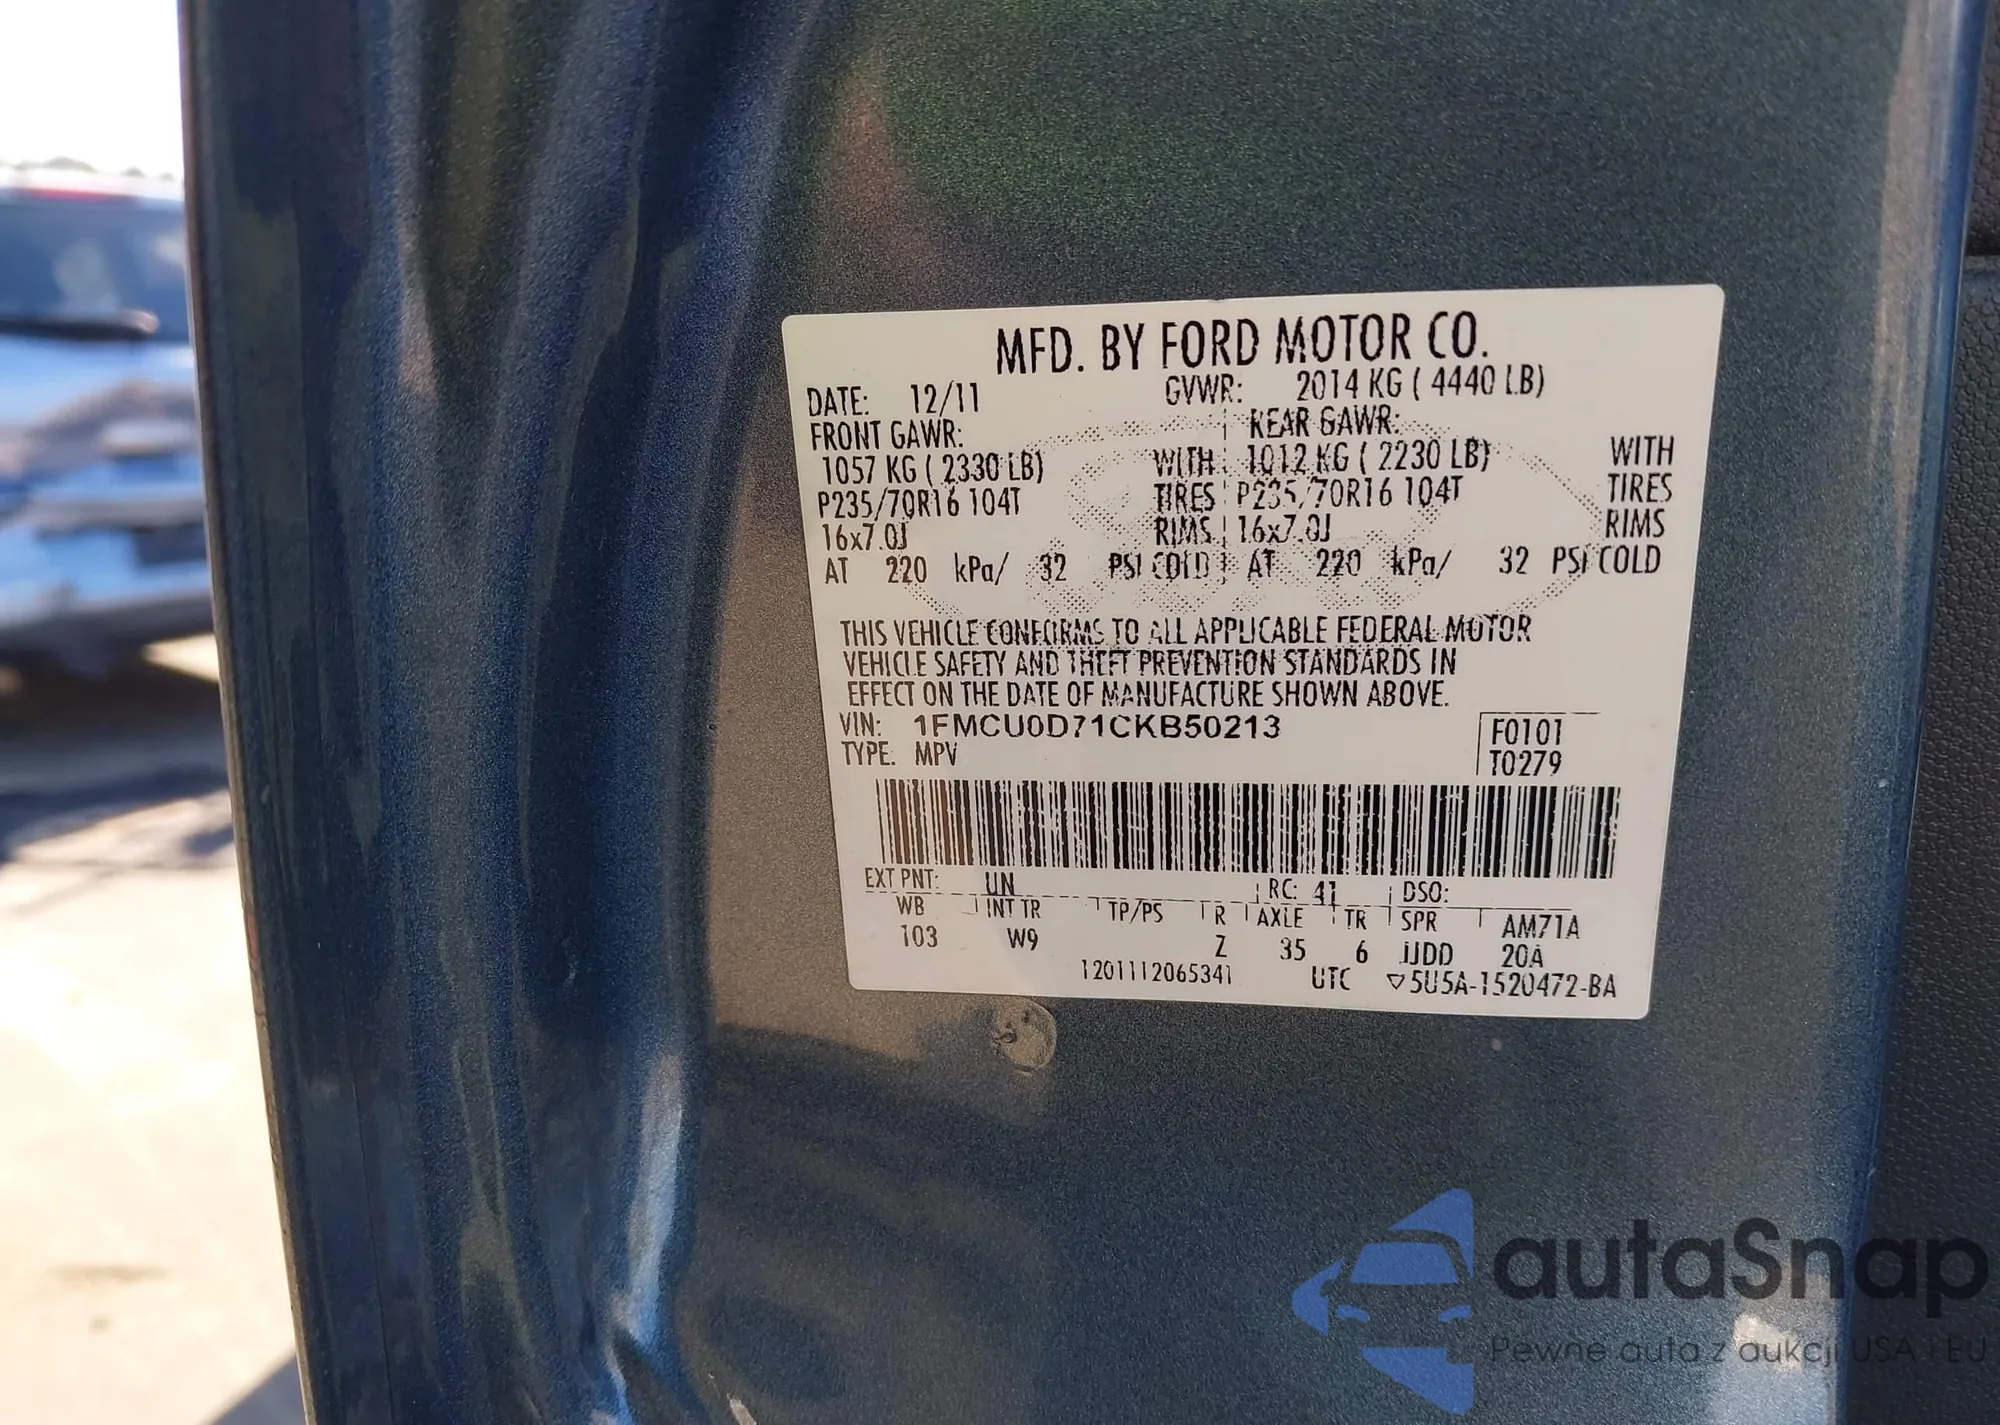 MFD. BY FORD MOTOR CO.
DATE: 12/11 GVWR: 2014 KG ( 4440 LB)
FRONT GAWR: REAR GAWR:
1057 KG ( 2330 LB) WITH 1012 KG ( 2230 LB) WITH
P235/70R16 104T TIRES P235/70R16 104T TIRES
16x7.0J RIMS 16x7.0J RIMS
AT 220 kPa/ 32 PSI COLD AT 220 kPa/ 32 PSI COLD
THIS VEHICLE CONFORMS TO ALL APPLICABLE FEDERAL MOTOR
VEHICLE SAFETY AND THEFT PREVENTION STANDARDS IN
EFFECT ON THE DATE OF MANUFACTURE SHOWN ABOVE.
VIN: 1FMCU0D71CKB50213 F0101
TYPE: MPV T0279
EXT PNT: UN RC: 41 DSO:
WB INT TR TP/PS R AXLE TR SPR AM71A
103 W9 Z 35 6 JJDD 20A
1201112065341 UTC ▽5U5A-1520472-BA
autaSnap
Pewne auta z aukcji USA i EU